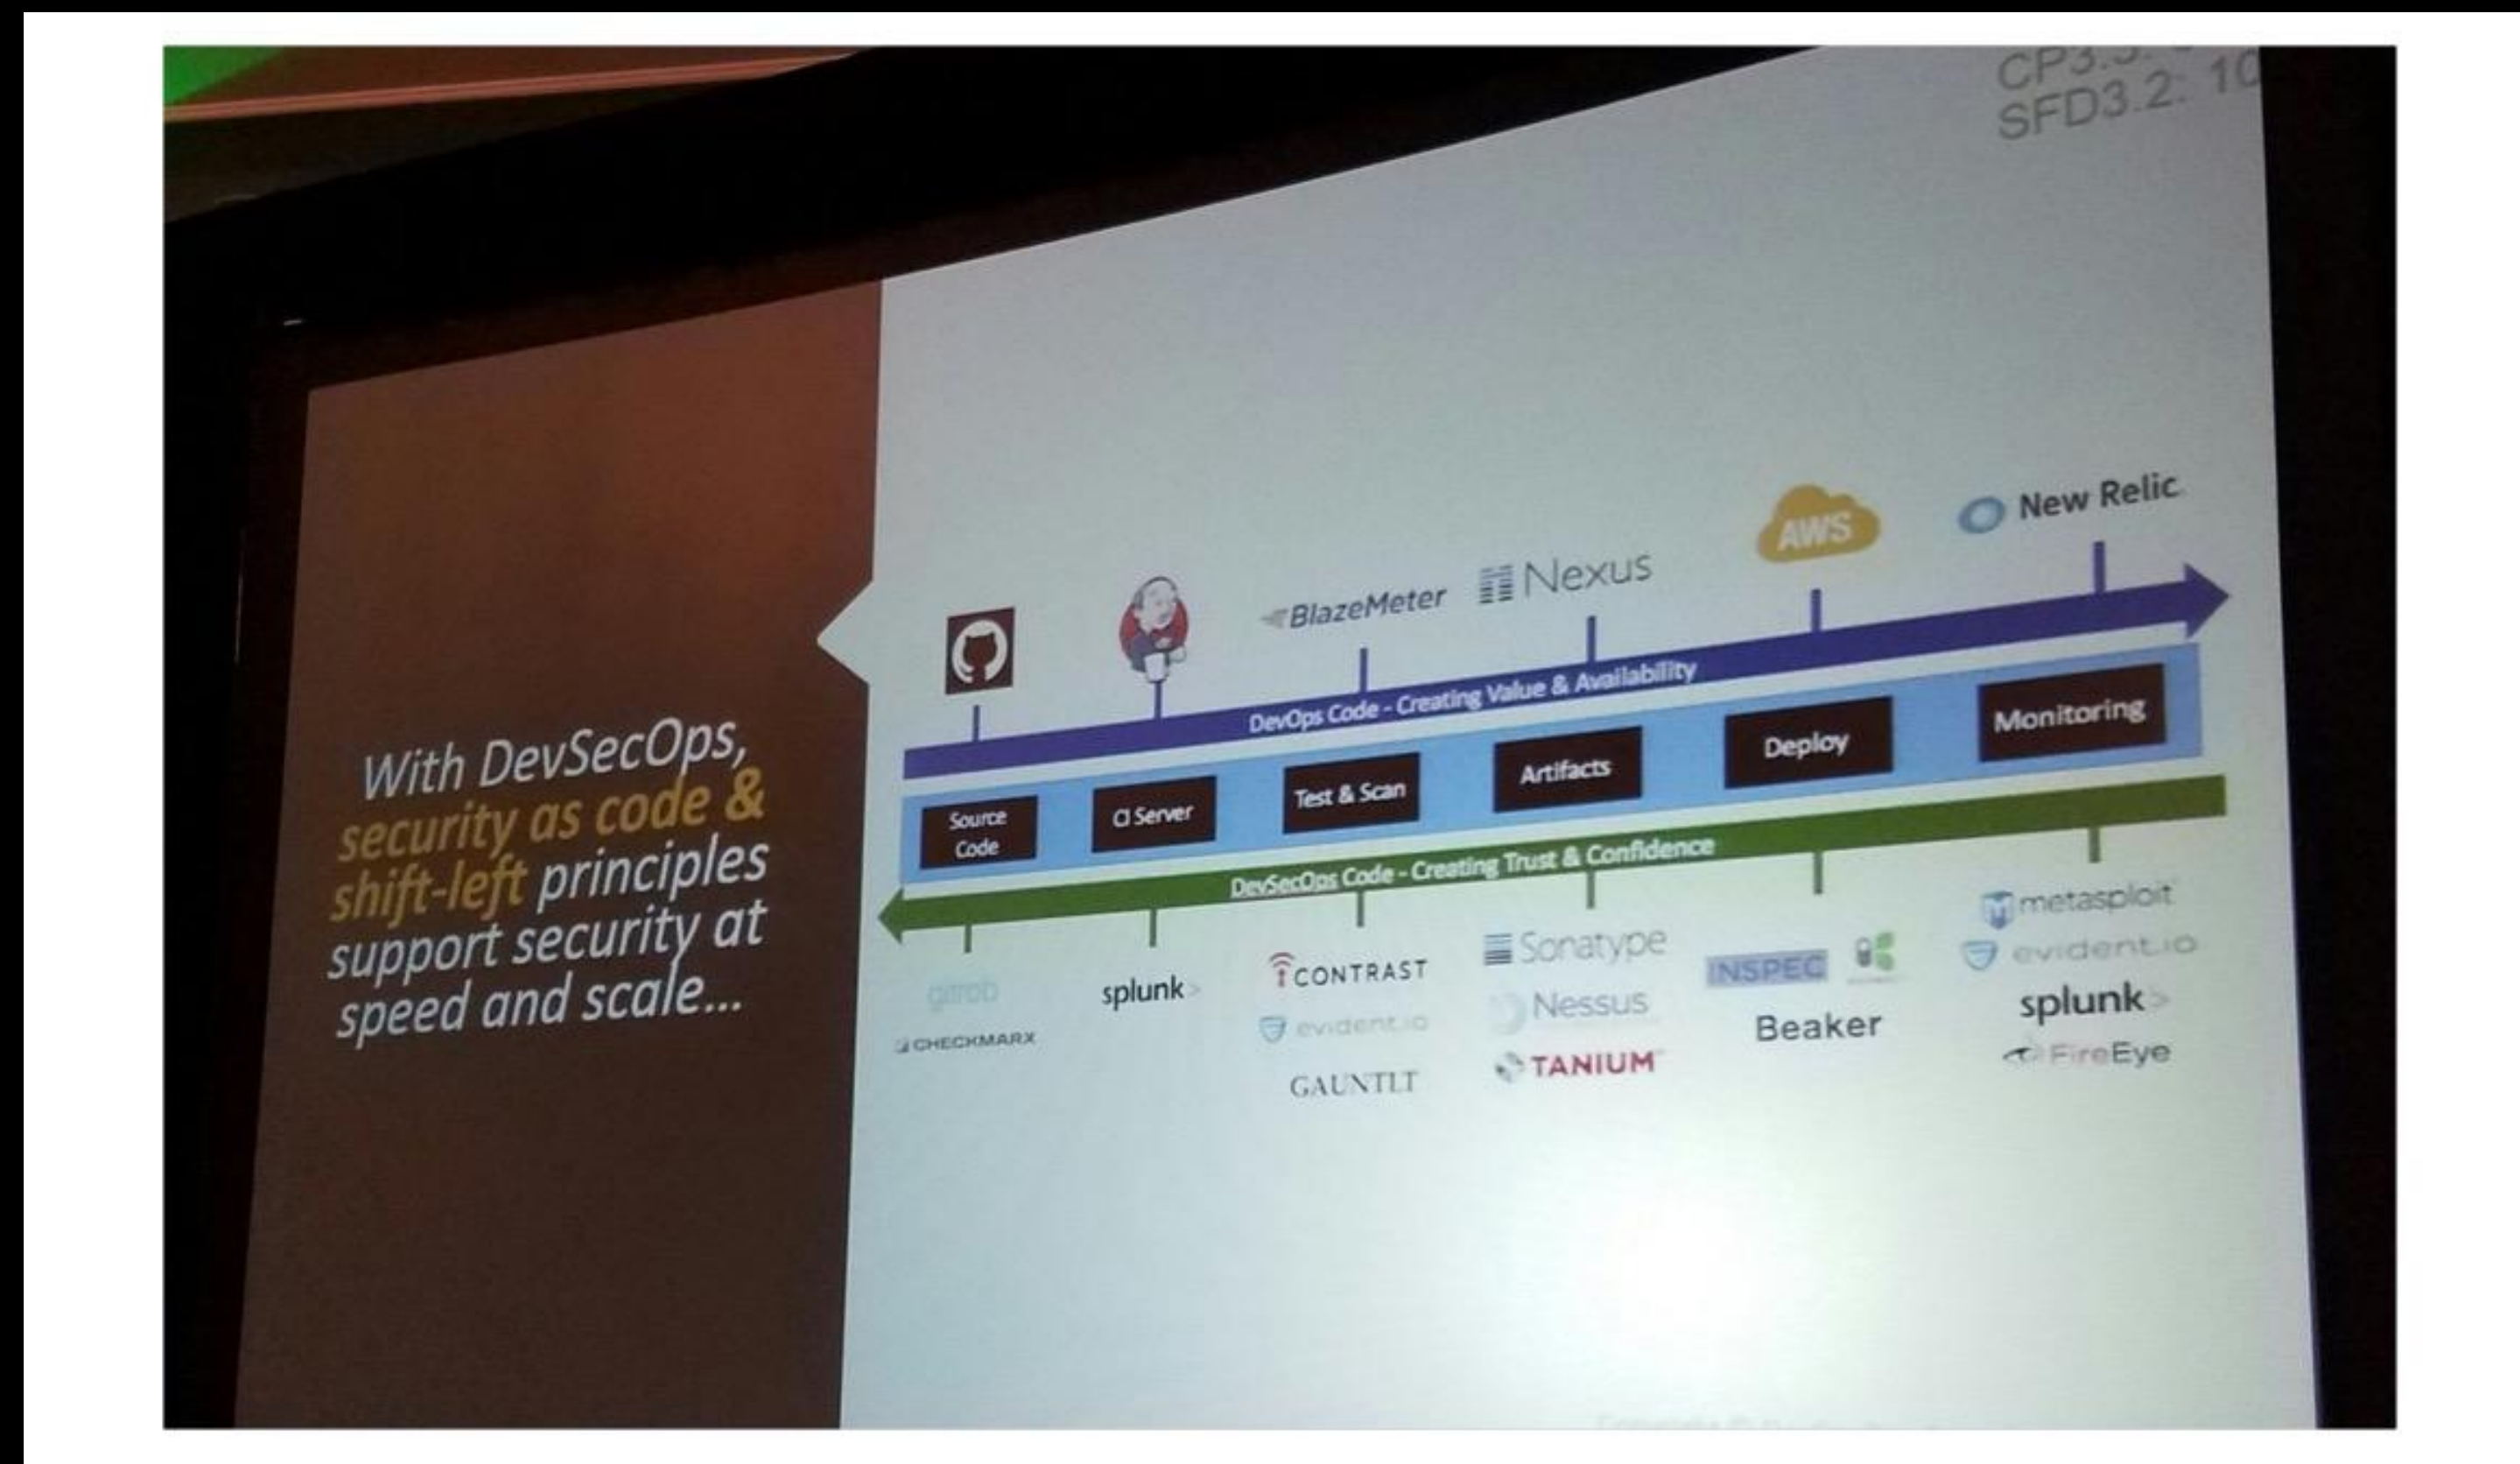 SFD3.2: 10
With DevSecOps,
security as code &
shift-left principles
support security at
speed and scale...
BlazeMeter
Nexus
AWS
New Relic
DevOps Code - Creating Value & Availability
Source
Code
CI Server
Test & Scan
Artifacts
Deploy
Monitoring
DevSecOps Code - Creating Trust & Confidence
gitrob
CHECKMARX
splunk>
CONTRAST
evident.io
GAUNTLT
Sonatype
Nessus
TANIUM
INSPEC
Beaker
metasploit
evident.io
splunk>
FireEye